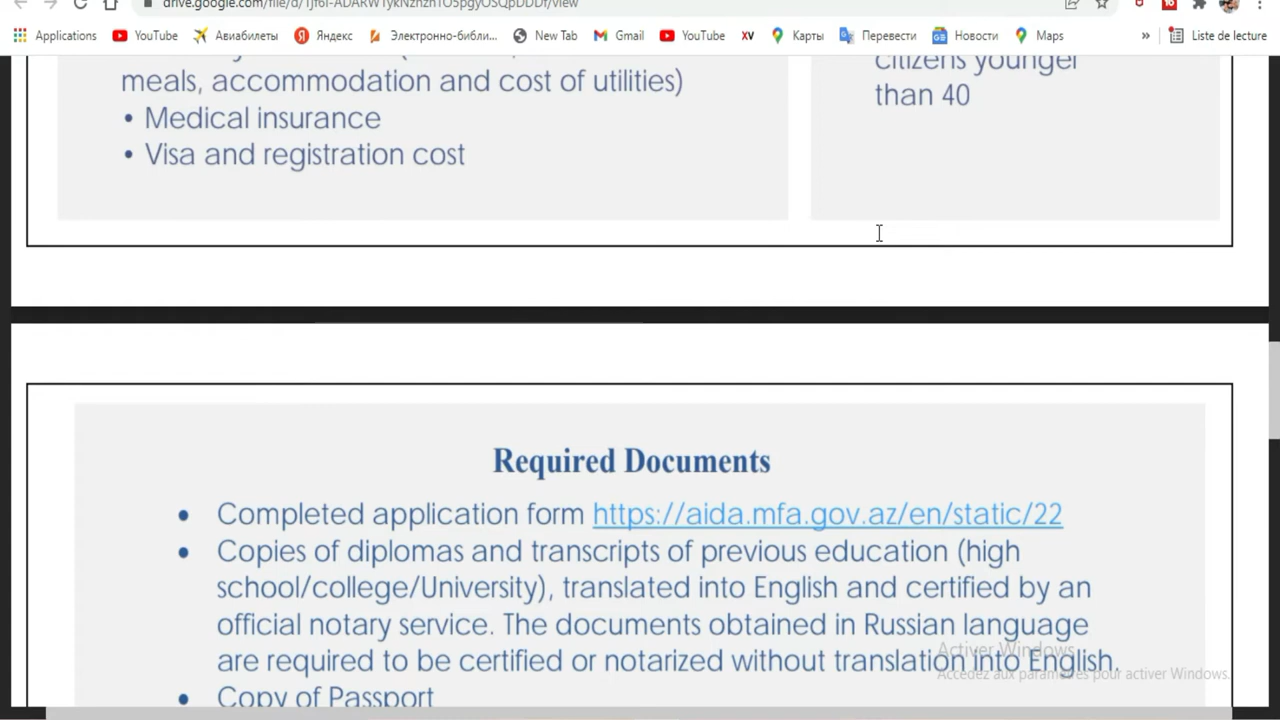 Applications YouTube Авиабилеты Яндекс Электронно-библи... New Tab Gmail YouTube XV Карты Перевести Новости Maps » Liste de lecture
meals, accommodation and cost of utilities)
• Medical insurance
• Visa and registration cost
citizens younger
than 40
Required Documents
• Completed application form https://aida.mfa.gov.az/en/static/22
• Copies of diplomas and transcripts of previous education (high
school/college/University), translated into English and certified by an
official notary service. The documents obtained in Russian language
are required to be certified or notarized without translation into English.
• Copy of Passport
Activer Windows
Accédez aux paramètres pour activer Windows.